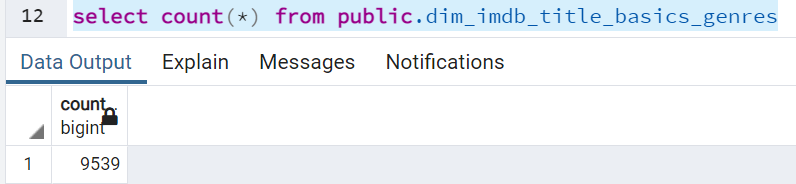 12 select count(*) from public.dim_imdb_title_basics_genres
Data Output Explain Messages Notifications
count
bigint
1 9539